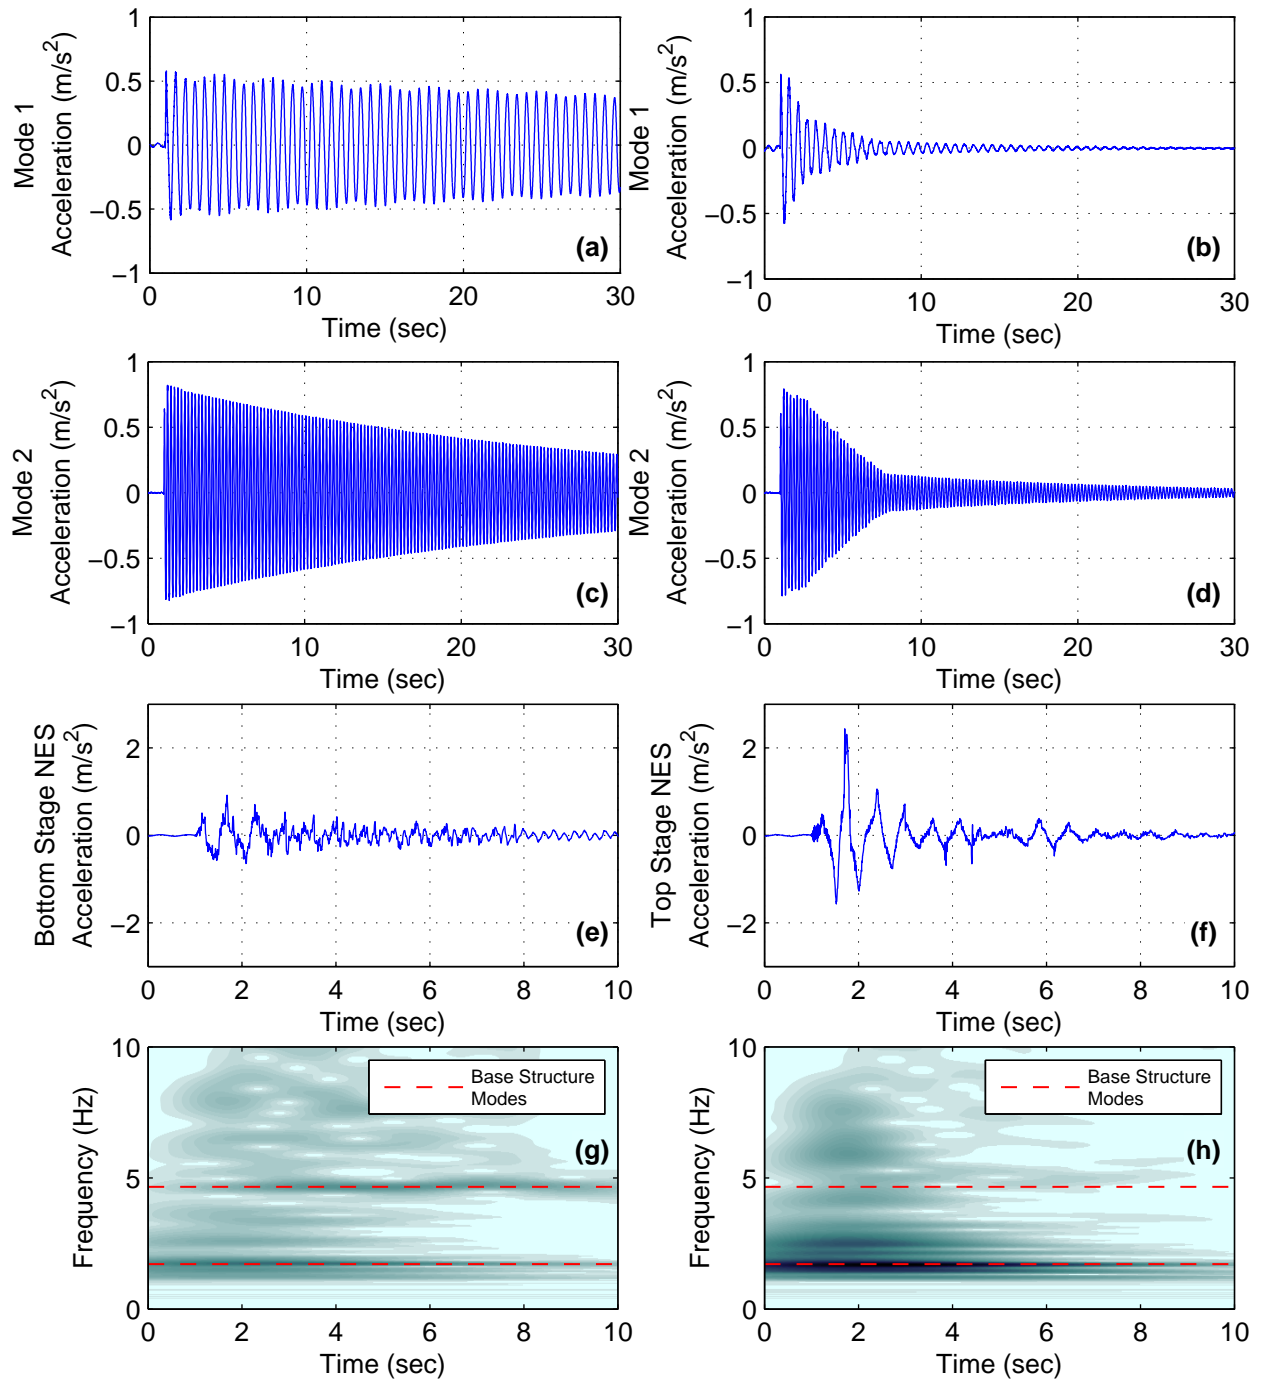 Mode 1
Acceleration (m/s²)
1
0.5
0
−0.5
−1
(a)
0 10 20 30
Time (sec)
Mode 1
Acceleration (m/s²)
1
0.5
0
−0.5
−1
(b)
0 10 20 30
Time (sec)
Mode 2
Acceleration (m/s²)
1
0.5
0
−0.5
−1
(c)
0 10 20 30
Time (sec)
Mode 2
Acceleration (m/s²)
1
0.5
0
−0.5
−1
(d)
0 10 20 30
Time (sec)
Bottom Stage NES
Acceleration (m/s²)
2
0
−2
(e)
0 2 4 6 8 10
Time (sec)
Top Stage NES
Acceleration (m/s²)
2
0
−2
(f)
0 2 4 6 8 10
Time (sec)
Frequency (Hz)
10
5
0
Base Structure
Modes
(g)
0 2 4 6 8 10
Time (sec)
Frequency (Hz)
10
5
0
Base Structure
Modes
(h)
0 2 4 6 8 10
Time (sec)